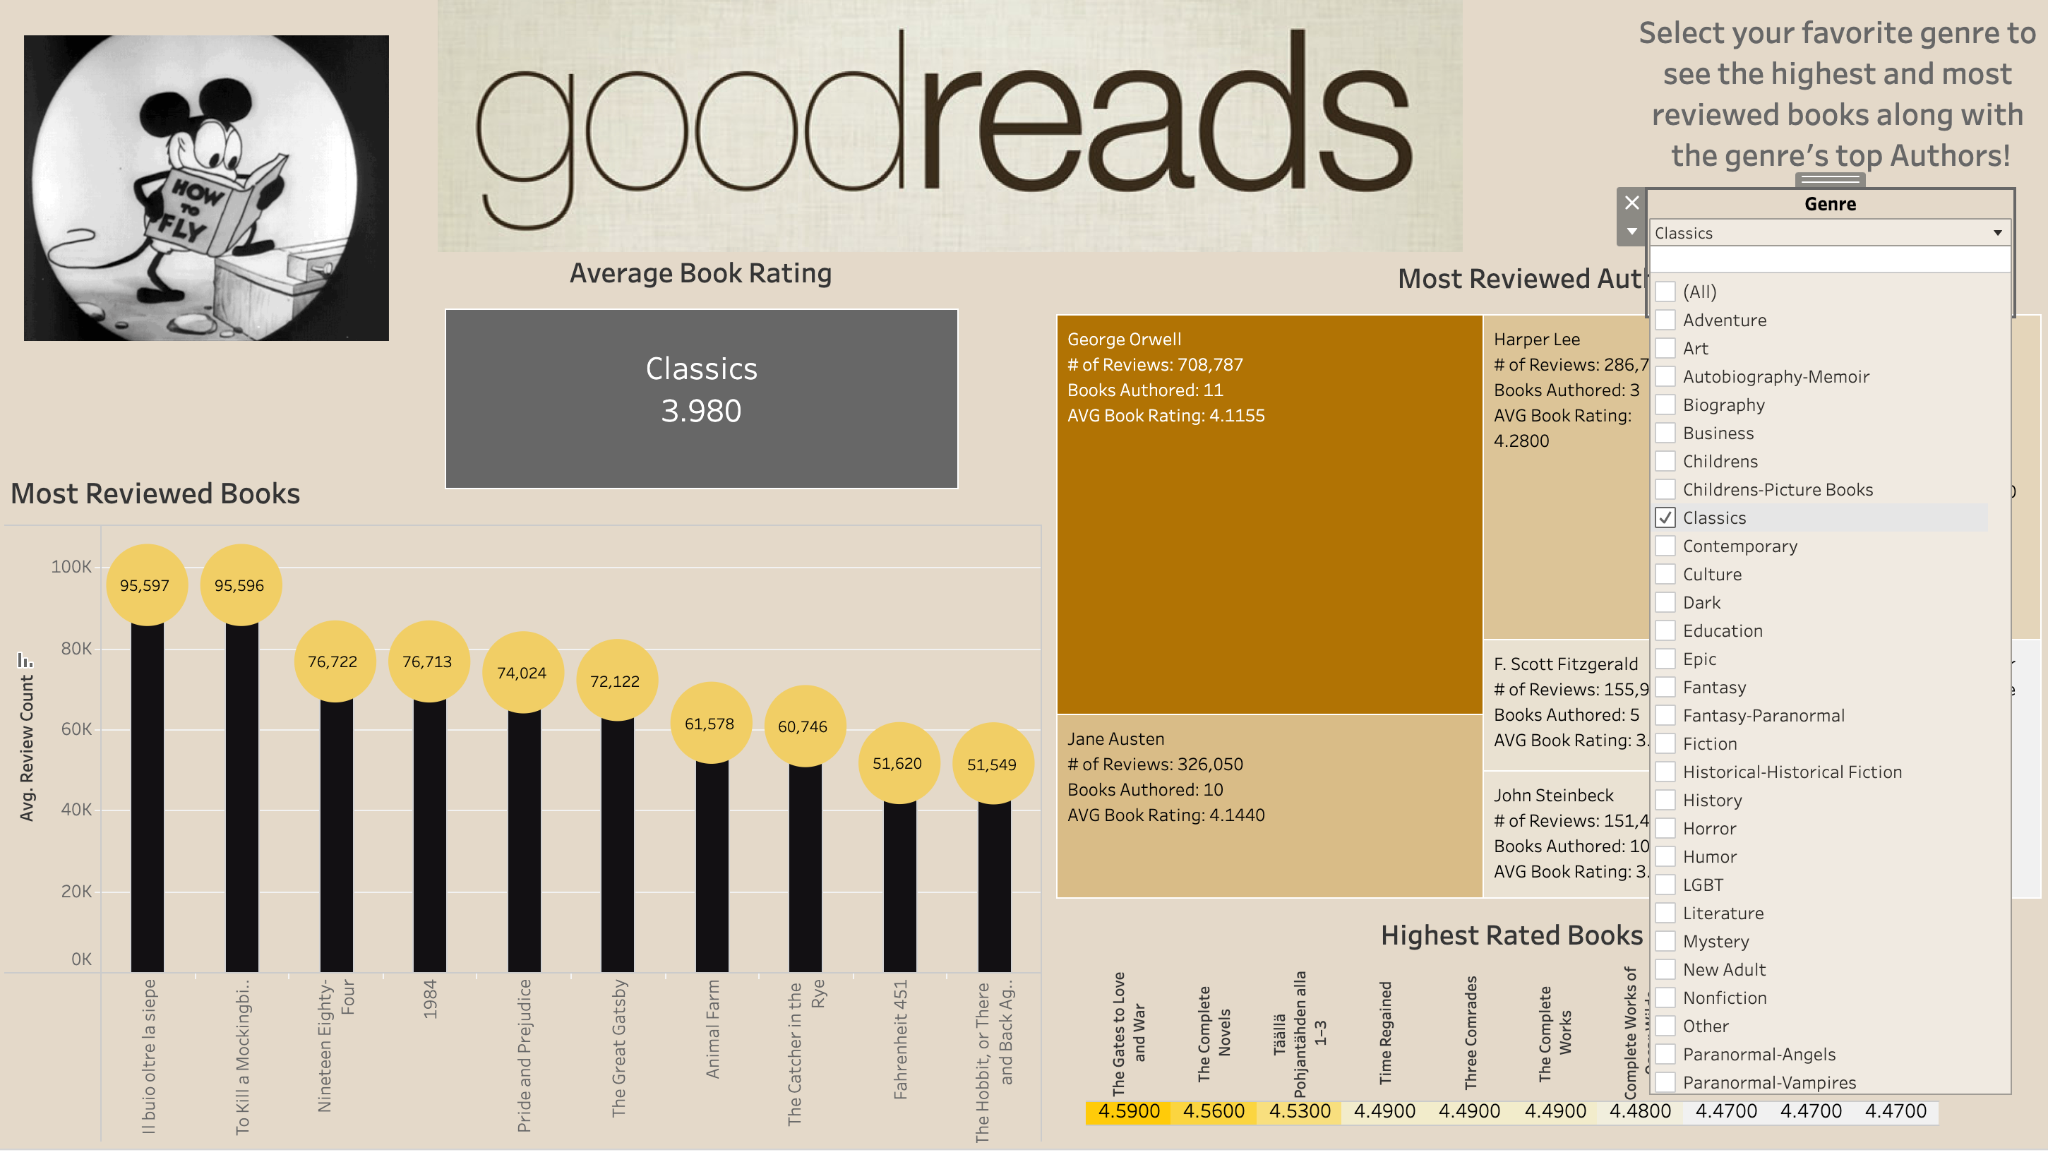 HOW
TO
FLY
goodreads
Select your favorite genre to
see the highest and most
reviewed books along with
the genre's top Authors!
Genre
Classics
(All)
Adventure
Art
Autobiography-Memoir
Biography
Business
Childrens
Childrens-Picture Books
Classics
Contemporary
Culture
Dark
Education
Epic
Fantasy
Fantasy-Paranormal
Fiction
Historical-Historical Fiction
History
Horror
Humor
LGBT
Literature
Mystery
New Adult
Nonfiction
Other
Paranormal-Angels
Paranormal-Vampires
Average Book Rating
Classics
3.980
Most Reviewed Books
Avg. Review Count
100K
80K
60K
40K
20K
0K
95,597
95,596
76,722
76,713
74,024
72,122
61,578
60,746
51,620
51,549
Il buio oltre la siepe
To Kill a Mockingbi..
Nineteen Eighty-
Four
1984
Pride and Prejudice
The Great Gatsby
Animal Farm
The Catcher in the
Rye
Fahrenheit 451
The Hobbit, or There
and Back Ag..
Most Reviewed
George Orwell
# of Reviews: 708,787
Books Authored: 11
AVG Book Rating: 4.1155
Jane Austen
# of Reviews: 326,050
Books Authored: 10
AVG Book Rating: 4.1440
Harper Lee
# of Reviews: 286,7
Books Authored: 3
AVG Book Rating:
4.2800
F. Scott Fitzgerald
# of Reviews: 155,9
Books Authored: 5
AVG Book Rating: 3.
John Steinbeck
# of Reviews: 151,4
Books Authored: 10
AVG Book Rating: 3.
Highest Rated Books
The Gates to Love
and War
The Complete
Novels
Täällä
Pohjantähden alla
1-3
Time Regained
Three Comrades
The Complete
Works
Complete Works of
4.5900
4.5600
4.5300
4.4900
4.4900
4.4900
4.4800
4.4700
4.4700
4.4700